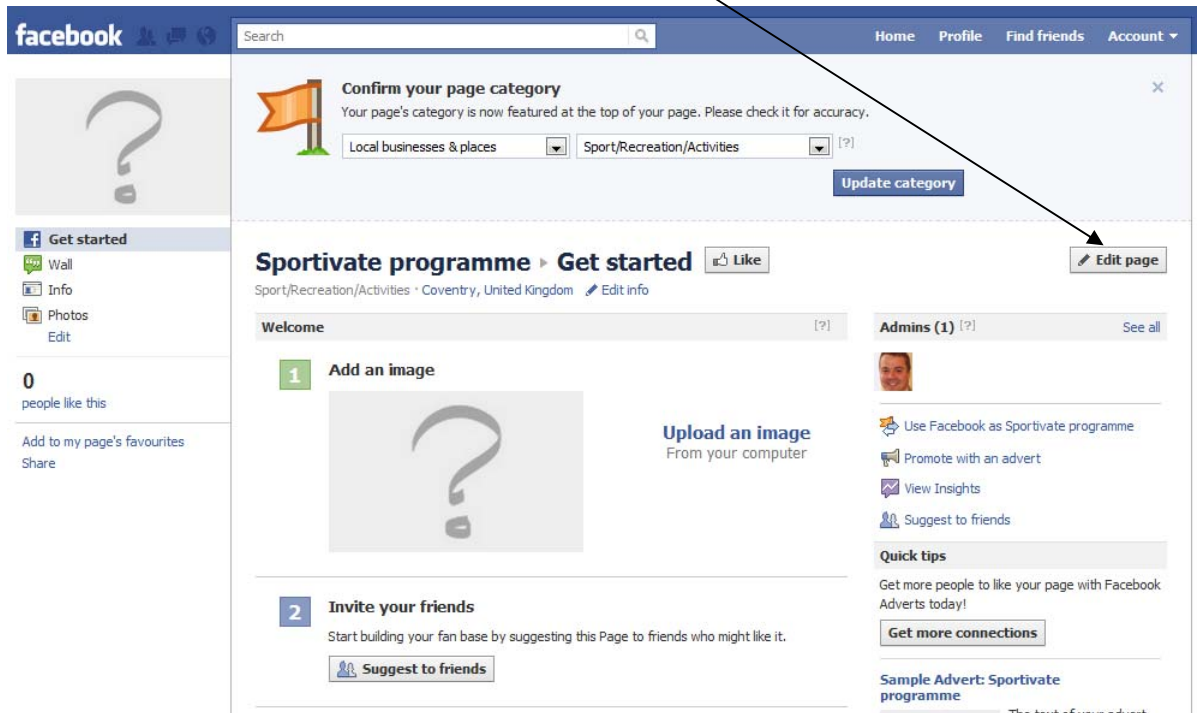 facebook
Search
Home Profile Find friends Account
Confirm your page category
Your page's category is now featured at the top of your page. Please check it for accuracy.
Local businesses & places Sport/Recreation/Activities [?]
Update category
Get started
Wall
Info
Photos
Edit
0
people like this
Add to my page's favourites
Share
Sportivate programme Get started Like
Sport/Recreation/Activities · Coventry, United Kingdom Edit info
Edit page
Welcome [?]
1 Add an image
Upload an image
From your computer
2 Invite your friends
Start building your fan base by suggesting this Page to friends who might like it.
Suggest to friends
Admins (1) [?] See all
Use Facebook as Sportivate programme
Promote with an advert
View Insights
Suggest to friends
Quick tips
Get more people to like your page with Facebook
Adverts today!
Get more connections
Sample Advert: Sportivate
programme
The text of your advert